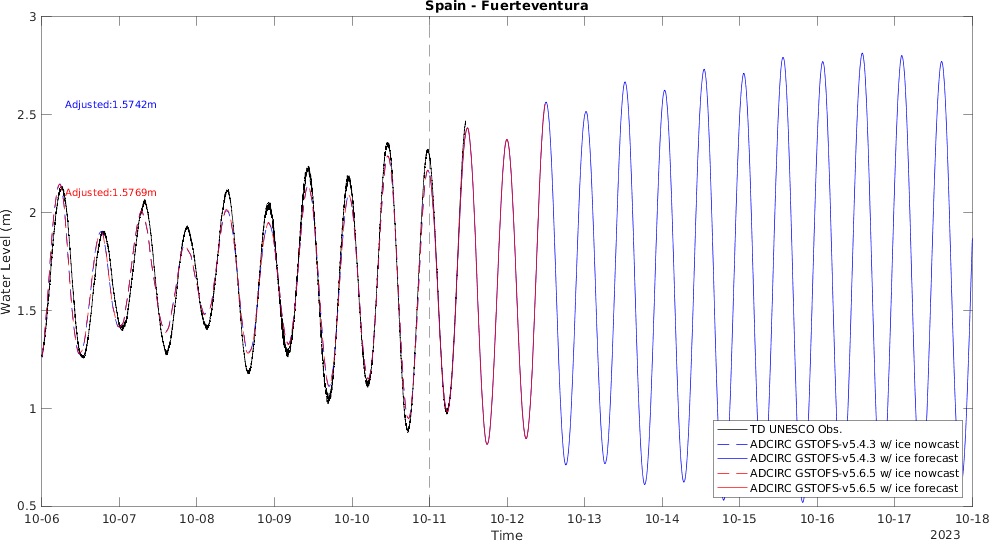 Spain - Fuerteventura
3
2.5
2
1.5
1
0.5
Water Level (m)
Adjusted:1.5742m
Adjusted:1.5769m
TD UNESCO Obs.
ADCIRC GSTOFS-v5.4.3 w/ ice nowcast
ADCIRC GSTOFS-v5.4.3 w/ ice forecast
ADCIRC GSTOFS-v5.6.5 w/ ice nowcast
ADCIRC GSTOFS-v5.6.5 w/ ice forecast
10-06 10-07 10-08 10-09 10-10 10-11 10-12 10-13 10-14 10-15 10-16 10-17 10-18
Time
2023